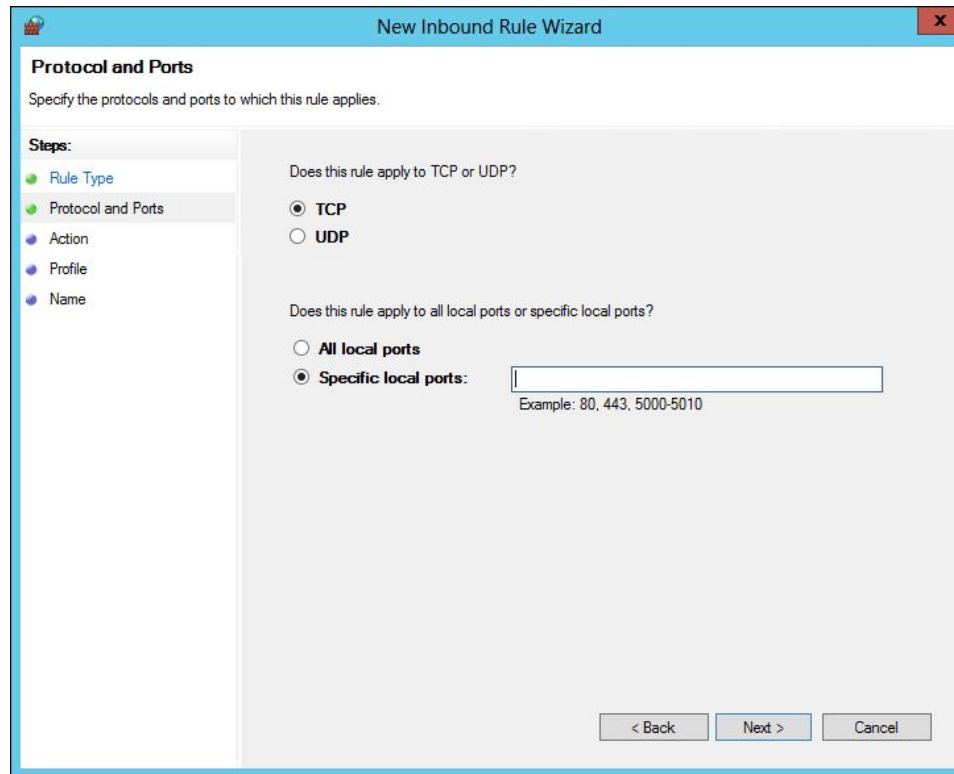 New Inbound Rule Wizard
x
Protocol and Ports
Specify the protocols and ports to which this rule applies.
Steps:
Rule Type
Protocol and Ports
Action
Profile
Name
Does this rule apply to TCP or UDP?
TCP
UDP
Does this rule apply to all local ports or specific local ports?
All local ports
Specific local ports:
Example: 80, 443, 5000-5010
< Back Next > Cancel